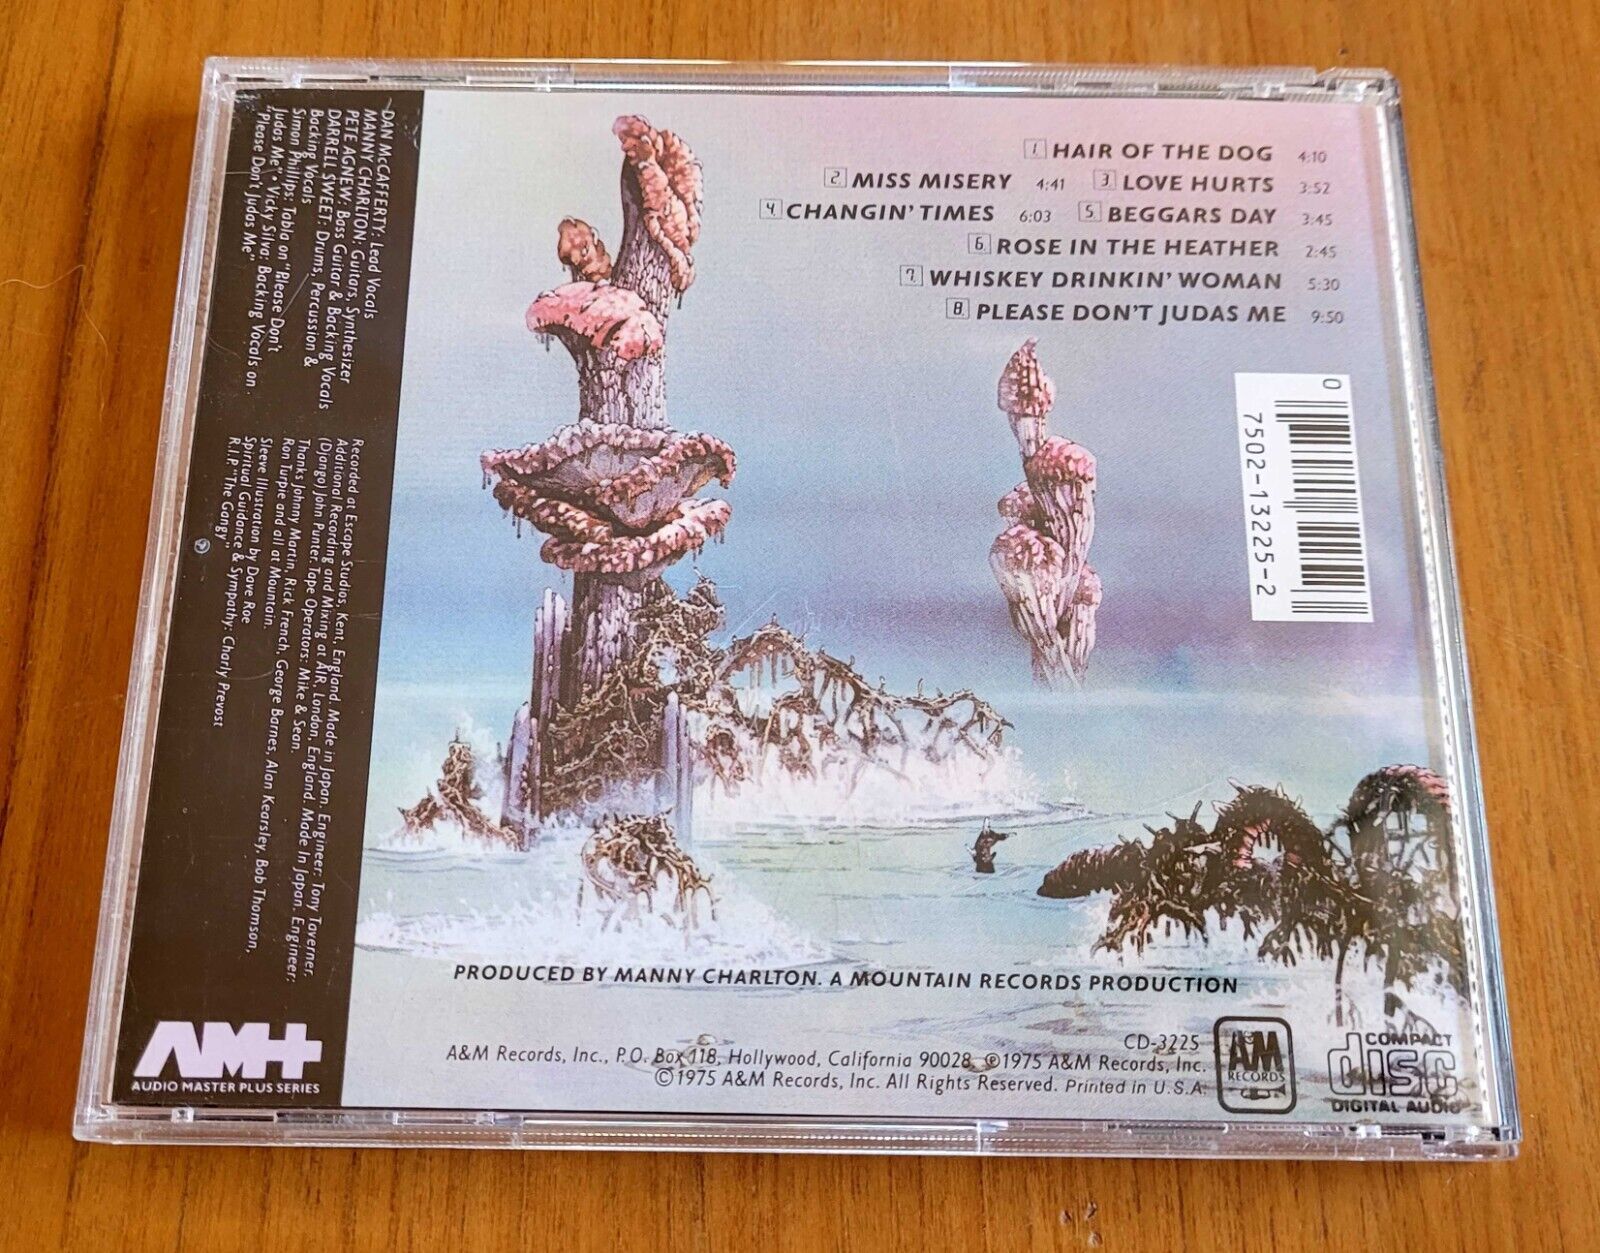 1. HAIR OF THE DOG 4:10
2. MISS MISERY 4:41 3. LOVE HURTS 3:52
4. CHANGIN' TIMES 6:03 5. BEGGARS DAY 3:45
6. ROSE IN THE HEATHER 2:45
7. WHISKEY DRINKIN' WOMAN 5:30
8. PLEASE DON'T JUDAS ME 9:50
0 7502-13225-2
DAN McCAFFERTY: Lead Vocals
MANNY CHARLTON: Guitars, Synthesizer
PETE AGNEW: Bass Guitar & Backing Vocals
DARRELL SWEET: Drums, Percussion &
Backing Vocals
Simon Phillips: Tabla on "Please Don't
Judas Me" • Vicky Silva: Backing Vocals on
"Please Don't Judas Me"
Recorded at Escape Studios, Kent, England. Made in Japan. Engineer: Tony Taverner.
Additional Recording and Mixing at AIR, London, England. Made In Japan. Engineer:
(Django) John Punter. Tape Operators: Mike & Sean.
Thanks Johnny Martin, Rick French, George Barnes, Alan Kearsley, Bob Thomson,
Ron Turpie and all at Mountain.
Sleeve Illustration by Dave Roe
Spiritual Guidance & Sympathy: Charly Prevost
R.I.P. "The Gangy"
AM+
AUDIO MASTER PLUS SERIES
PRODUCED BY MANNY CHARLTON. A MOUNTAIN RECORDS PRODUCTION
CD-3225
A&M Records, Inc., P.O. Box 118, Hollywood, California 90028. ℗1975 A&M Records, Inc.
©1975 A&M Records, Inc. All Rights Reserved. Printed in U.S.A.
A&M
RECORDS
COMPACT
disc
DIGITAL AUDIO